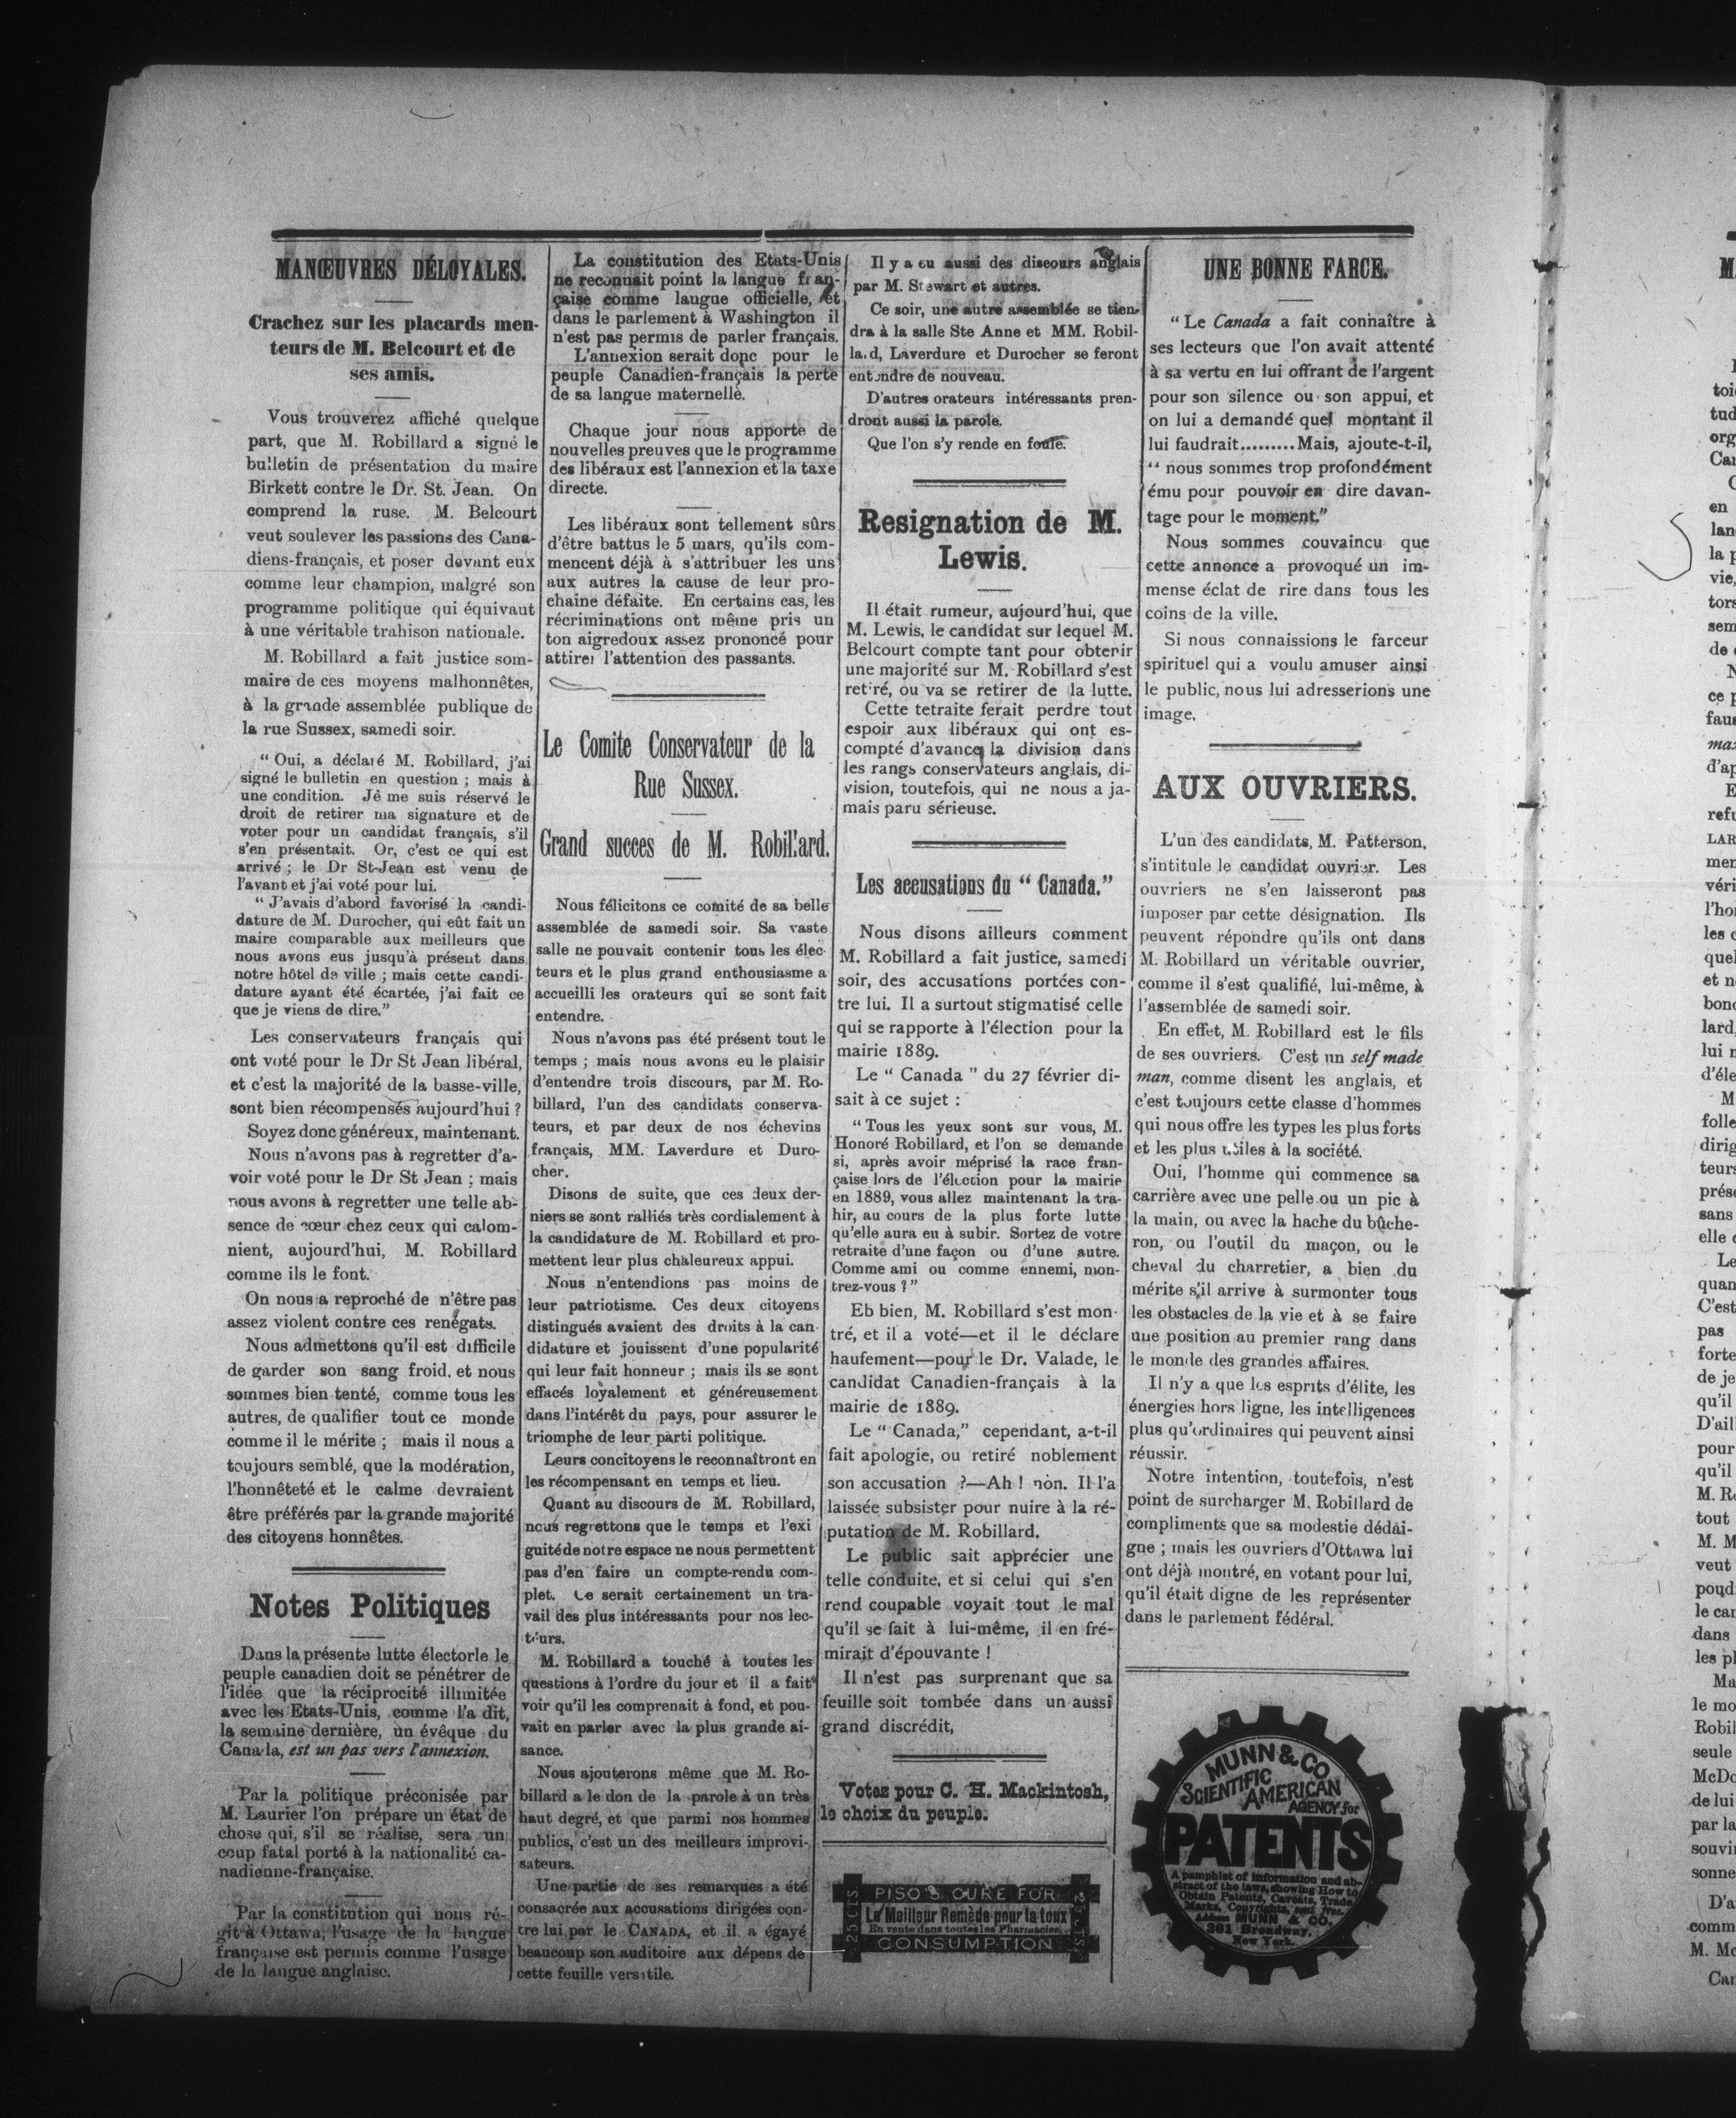 MANŒUVRES DÉLOYALES.
Crachez sur les placards men-
teurs de M. Belcourt et de
ses amis.
Vous trouverez affiché quelque
part, que M. Robillard a signé le
bulletin de présentation du maire
Birkett contre le Dr. St. Jean. On
comprend la ruse. M. Belcourt
veut soulever les passions des Cana-
diens-français, et poser devant eux
comme leur champion, malgré son
programme politique qui équivaut
à une véritable trahison nationale.
M. Robillard a fait justice som-
maire de ces moyens malhonnêtes,
à la grande assemblée publique de
la rue Sussex, samedi soir.
“ Oui, a déclaré M. Robillard, j'ai
signé le bulletin en question ; mais à
une condition. Je me suis réservé le
droit de retirer ma signature et de
voter pour un candidat français, s'il
s'en présentait. Or, c'est ce qui est
arrivé ; le Dr St-Jean est venu de
l'avant et j'ai voté pour lui.
“ J'avais d'abord favorisé la candi-
dature de M. Durocher, qui eût fait un
maire comparable aux meilleurs que
nous avons eus jusqu'à présent dans
notre hôtel de ville ; mais cette candi-
dature ayant été écartée, j'ai fait ce
que je viens de dire.”
Les conservateurs français qui
ont voté pour le Dr St Jean libéral,
et c'est la majorité de la basse-ville,
sont bien récompensés aujourd'hui ?
Soyez donc généreux, maintenant.
Nous n'avons pas à regretter d'a-
voir voté pour le Dr St Jean ; mais
nous avons à regretter une telle ab-
sence de cœur chez ceux qui calom-
nient, aujourd'hui, M. Robillard
comme ils le font.
On nous a reproché de n'être pas
assez violent contre ces renégats.
Nous admettons qu'il est difficile
de garder son sang froid, et nous
sommes bien tenté, comme tous les
autres, de qualifier tout ce monde
comme il le mérite ; mais il nous a
toujours semblé, que la modération,
l'honnêteté et le calme devraient
être préférés par la grande majorité
des citoyens honnêtes.
Notes Politiques
Dans la présente lutte électorle le
peuple canadien doit se pénétrer de
l'idée que la réciprocité illimitée
avec les Etats-Unis, comme l'a dit,
la semaine dernière, un évêque du
Canada, est un pas vers l'annexion.
Par la politique préconisée par
M. Laurier l'on prépare un état de
chose qui, s'il se réalise, sera un
coup fatal porté à la nationalité ca-
nadienne-française.
Par la constitution qui nous ré-
git à Ottawa, l'usage de la langue
française est permis comme l'usage
de la langue anglaise.
La constitution des Etats-Unis
ne reconnait point la langue fran-
çaise comme laugue officielle, et
dans le parlement à Washington il
n'est pas permis de parler français.
L'annexion serait donc pour le
peuple Canadien-français la perte
de sa langue maternelle.
Chaque jour nous apporte de
nouvelles preuves que le programme
des libéraux est l'annexion et la taxe
directe.
Les libéraux sont tellement sûrs
d'être battus le 5 mars, qu'ils com-
mencent déjà à s'attribuer les uns
aux autres la cause de leur pro-
chaine défaite. En certains cas, les
récriminations ont même pris un
ton aigredoux assez prononcé pour
attirer l'attention des passants.
Le Comite Conservateur de la
Rue Sussex.
Grand succes de M. Robillard.
Nous félicitons ce comité de sa belle
assemblée de samedi soir. Sa vaste
salle ne pouvait contenir tous les élec
teurs et le plus grand enthousiasme a
accueilli les orateurs qui se sont fait
entendre.
Nous n'avons pas été présent tout le
temps ; mais nous avons eu le plaisir
d'entendre trois discours, par M. Ro-
billard, l'un des candidats conserva-
teurs, et par deux de nos échevins
français, MM. Laverdure et Duro-
cher.
Disons de suite, que ces deux der-
niers se sont ralliés très cordialement à
la candidature de M. Robillard et pro-
mettent leur plus chaleureux appui.
Nous n'entendions pas moins de
leur patriotisme. Ces deux citoyens
distingués avaient des droits à la can
didature et jouissent d'une popularité
qui leur fait honneur ; mais ils se sont
effacés loyalement et généreusement
dans l'intérêt du pays, pour assurer le
triomphe de leur parti politique.
Leurs concitoyens le reconnaîtront en
les récompensant en temps et lieu.
Quant au discours de M. Robillard,
nous regrettons que le temps et l'exi
guité de notre espace ne nous permettent
pas d'en faire un compte-rendu com-
plet. Ce serait certainement un tra-
vail des plus intéressants pour nos lec-
teurs.
M. Robillard a touché à toutes les
questions à l'ordre du jour et il a fait
voir qu'il les comprenait à fond, et pou-
vait en parler avec la plus grande ai-
sance.
Nous ajouterons même que M. Ro-
billard a le don de la parole à un très
haut degré, et que parmi nos hommes
publics, c'est un des meilleurs improvi-
sateurs.
Une partie de ses remarques a été
consacrée aux accusations dirigées con-
tre lui par le CANADA, et il a égayé
beaucoup son auditoire aux dépens de
cette feuille versatile.
Il y a eu aussi des discours anglais
par M. Stewart et autres.
Ce soir, une autre assemblée se tien-
dra à la salle Ste Anne et MM. Robil-
lard, Laverdure et Durocher se feront
entendre de nouveau.
D'autres orateurs intéressants pren-
dront aussi la parole.
Que l'on s'y rende en foule.
Resignation de M.
Lewis.
Il était rumeur, aujourd'hui, que
M. Lewis, le candidat sur lequel M.
Belcourt compte tant pour obtenir
une majorité sur M. Robillard s'est
retiré, ou va se retirer de la lutte.
Cette tetraite ferait perdre tout
espoir aux libéraux qui ont es-
compté d'avance la division dans
les rangs conservateurs anglais, di-
vision, toutefois, qui ne nous a ja-
mais paru sérieuse.
Les accusations du “ Canada.”
Nous disons ailleurs comment
M. Robillard a fait justice, samedi
soir, des accusations portées con-
tre lui. Il a surtout stigmatisé celle
qui se rapporte à l'élection pour la
mairie 1889.
Le “ Canada ” du 27 février di-
sait à ce sujet :
“ Tous les yeux sont sur vous, M.
Honoré Robillard, et l'on se demande
si, après avoir méprisé la race fran-
çaise lors de l'élection pour la mairie
en 1889, vous allez maintenant la tra-
hir, au cours de la plus forte lutte
qu'elle aura eu à subir. Sortez de votre
retraite d'une façon ou d'une autre.
Comme ami ou comme ennemi, mon-
trez-vous ? ”
Eb bien, M. Robillard s'est mon-
tré, et il a voté—et il le déclare
haufement—pour le Dr. Valade, le
candidat Canadien-français à la
mairie de 1889.
Le “ Canada,” cependant, a-t-il
fait apologie, ou retiré noblement
son accusation ?—Ah ! non. Il l'a
laissée subsister pour nuire à la ré-
putation de M. Robillard.
Le public sait apprécier une
telle conduite, et si celui qui s'en
rend coupable voyait tout le mal
qu'il se fait à lui-même, il en fré-
mirait d'épouvante !
Il n'est pas surprenant que sa
feuille soit tombée dans un aussi
grand discrédit,
Votez pour C. H. Mackintosh,
le choix du peuple.
25 CTS
PISO'S CURE FOR
Le Meilleur Remède pour la toux
En vente dans toutes les Pharmacies.
CONSUMPTION
25 CTS
UNE BONNE FARCE.
“ Le Canada a fait connaître à
ses lecteurs que l'on avait attenté
à sa vertu en lui offrant de l'argent
pour son silence ou son appui, et
on lui a demandé quel montant il
lui faudrait.........Mais, ajoute-t-il,
“ nous sommes trop profondément
ému pour pouvoir en dire davan-
tage pour le moment.”
Nous sommes couvaincu que
cette annonce a provoqué un im-
mense éclat de rire dans tous les
coins de la ville.
Si nous connaissions le farceur
spirituel qui a voulu amuser ainsi
le public, nous lui adresserions une
image.
AUX OUVRIERS.
L'un des candidats, M. Patterson,
s'intitule le candidat ouvrier. Les
ouvriers ne s'en laisseront pas
imposer par cette désignation. Ils
peuvent répondre qu'ils ont dans
M. Robillard un véritable ouvrier,
comme il s'est qualifié, lui-même, à
l'assemblée de samedi soir.
En effet, M. Robillard est le fils
de ses ouvriers. C'est un self made
man, comme disent les anglais, et
c'est toujours cette classe d'hommes
qui nous offre les types les plus forts
et les plus utiles à la société.
Oui, l'homme qui commence sa
carrière avec une pelle ou un pic à
la main, ou avec la hache du bûche-
ron, ou l'outil du maçon, ou le
cheval du charretier, a bien du
mérite s'il arrive à surmonter tous
les obstacles de la vie et à se faire
une position au premier rang dans
le monde des grandes affaires.
Il n'y a que les esprits d'élite, les
énergies hors ligne, les intelligences
plus qu'ordinaires qui peuvent ainsi
réussir.
Notre intention, toutefois, n'est
point de surcharger M. Robillard de
compliments que sa modestie dédai-
gne ; mais les ouvriers d'Ottawa lui
ont déjà montré, en votant pour lui,
qu'il était digne de les représenter
dans le parlement fédéral.
MUNN & CO
SCIENTIFIC AMERICAN
AGENCY for
PATENTS
A pamphlet of information and ab-
stract of the laws, showing How to
Obtain Patents, Caveats, Trade
Marks, Copyrights, sent free.
Address MUNN & CO.
361 Broadway,
New York.